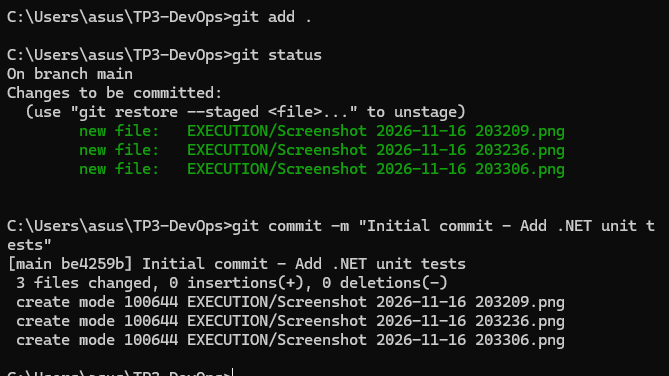 C:\Users\asus\TP3-DevOps>git add .
C:\Users\asus\TP3-DevOps>git status
On branch main
Changes to be committed:
  (use "git restore --staged <file>..." to unstage)
        new file:   EXECUTION/Screenshot 2026-11-16 203209.png
        new file:   EXECUTION/Screenshot 2026-11-16 203236.png
        new file:   EXECUTION/Screenshot 2026-11-16 203306.png
C:\Users\asus\TP3-DevOps>git commit -m "Initial commit - Add .NET unit t
ests"
[main be4259b] Initial commit - Add .NET unit tests
 3 files changed, 0 insertions(+), 0 deletions(-)
 create mode 100644 EXECUTION/Screenshot 2026-11-16 203209.png
 create mode 100644 EXECUTION/Screenshot 2026-11-16 203236.png
 create mode 100644 EXECUTION/Screenshot 2026-11-16 203306.png
C:\Users\asus\TP3-DevOps>